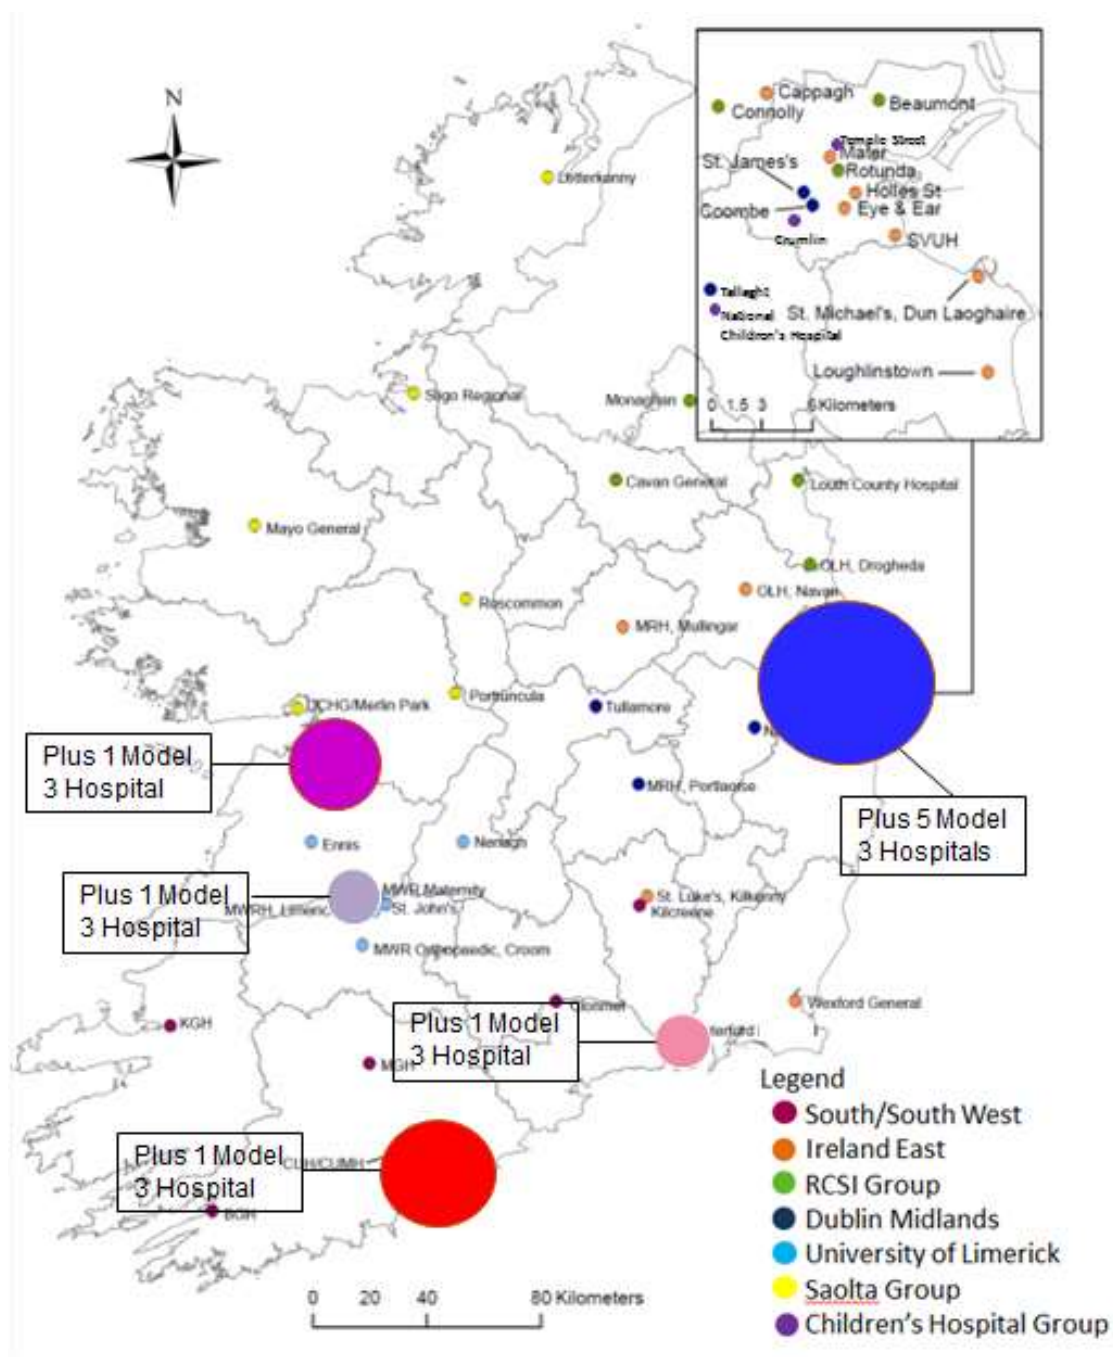 N
Cappagh
Connolly
Beaumont
Temple Street
Mater
St. James's
Rotunda
Holles St
Coombe
Eye & Ear
Crumlin
SVUH
Tallaght
National
Children's Hospital
St. Michael's, Dun Laoghaire
Loughlinstown
0 1.5 3 6 Kilometers
Letterkenny
Sligo Regional
Monaghan
Cavan General
Louth County Hospital
Mayo General
OLH, Drogheda
OLH, Navan
Roscommon
MRH, Mullingar
Portiuncula
UCHG/Merlin Park
Tullamore
Plus 1 Model
3 Hospital
MRH, Portlaoise
Plus 5 Model
3 Hospitals
Ennis
Nenagh
Plus 1 Model
3 Hospital
MWR Maternity
St. John's
St. Luke's, Kilkenny
Kilcreene
MWR Orthopaedic, Croom
Clonmel
Wexford General
KGH
Plus 1 Model
3 Hospital
MGH
Plus 1 Model
3 Hospital
CUH/CUMH
BGH
0 20 40 80 Kilometers
Legend
South/South West
Ireland East
RCSI Group
Dublin Midlands
University of Limerick
Saolta Group
Children's Hospital Group